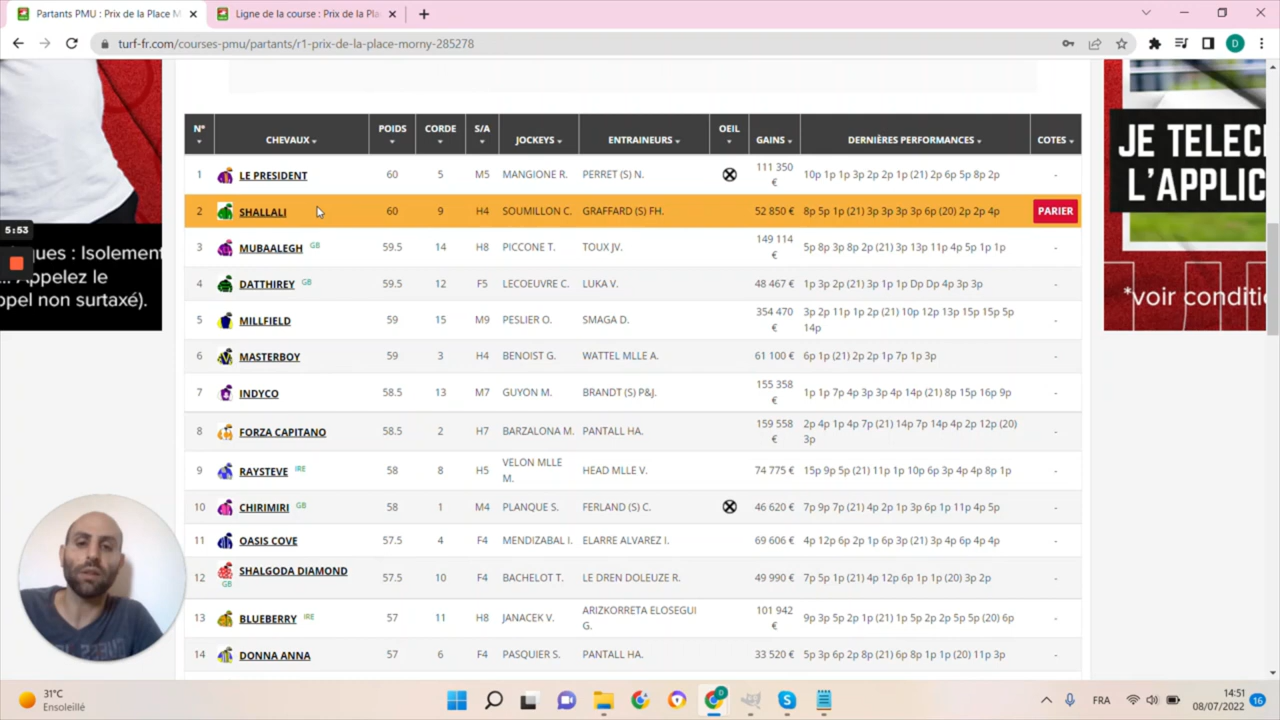 Partants PMU : Prix de la Place M
Ligne de la course : Prix de la Pla
turf-fr.com/courses-pmu/partants/r1-prix-de-la-place-morny-285278
D
N° CHEVAUX POIDS CORDE S/A JOCKEYS ENTRAINEURS OEIL GAINS DERNIÈRES PERFORMANCES COTES
1 LE PRESIDENT 60 5 M5 MANGIONE R. PERRET (S) N. 111 350 € 10p 1p 1p 3p 2p 2p 1p (21) 2p 6p 5p 8p 2p -
2 SHALLALI 60 9 H4 SOUMILLON C. GRAFFARD (S) FH. 52 850 € 8p 5p 1p (21) 3p 3p 3p 3p 6p (20) 2p 2p 4p PARIER
3 MUBAALEGH GB 59.5 14 H8 PICCONE T. TOUX JV. 149 114 € 5p 8p 3p 8p 2p (21) 3p 13p 11p 4p 5p 1p 1p -
4 DATTHIREY GB 59.5 12 F5 LECOEUVRE C. LUKA V. 48 467 € 1p 3p 2p (21) 3p 1p 1p Dp Dp 4p 3p 3p -
5 MILLFIELD 59 15 M9 PESLIER O. SMAGA D. 354 470 € 3p 2p 11p 1p 2p (21) 10p 12p 13p 15p 15p 5p 14p -
6 MASTERBOY 59 3 H4 BENOIST G. WATTEL MLLE A. 61 100 € 6p 1p (21) 2p 2p 1p 7p 1p 3p -
7 INDYCO 58.5 13 M7 GUYON M. BRANDT (S) P&J. 155 358 € 1p 1p 7p 4p 3p 3p 4p 14p (21) 8p 15p 16p 9p -
8 FORZA CAPITANO 58.5 2 H7 BARZALONA M. PANTALL HA. 159 558 € 2p 4p 1p 4p 7p (21) 14p 7p 14p 4p 2p 12p (20) 3p -
9 RAYSTEVE IRE 58 8 H5 VELON MLLE M. HEAD MLLE V. 74 775 € 15p 9p 5p (21) 11p 1p 10p 6p 3p 4p 4p 8p 1p -
10 CHIRIMIRI GB 58 1 M4 PLANQUE S. FERLAND (S) C. 46 620 € 7p 9p 7p (21) 4p 2p 1p 3p 6p 1p 11p 4p 5p -
11 OASIS COVE 57.5 4 F4 MENDIZABAL I. ELARRE ALVAREZ I. 69 606 € 4p 12p 6p 2p 1p 6p 3p (21) 3p 4p 6p 4p 4p -
12 SHALGODA DIAMOND GB 57.5 10 F4 BACHELOT T. LE DREN DOLEUZE R. 49 990 € 7p 5p 1p (21) 4p 12p 6p 1p 1p (20) 3p 2p -
13 BLUEBERRY IRE 57 11 H8 JANACEK V. ARIZKORRETA ELOSEGUI G. 101 942 € 9p 3p 5p 2p 2p (21) 1p 5p 2p 2p 5p 5p (20) 6p -
14 DONNA ANNA 57 6 F4 PASQUIER S. PANTALL HA. 33 520 € 5p 3p 6p 2p 8p (21) 6p 8p 1p 1p (20) 11p 3p -
5:53
ques : Isolement
Appelez le
ppel non surtaxé).
JE TELEC
L'APPLIC
*voir conditi
31°C
Ensoleillé
D
FRA
14:51
08/07/2022
16